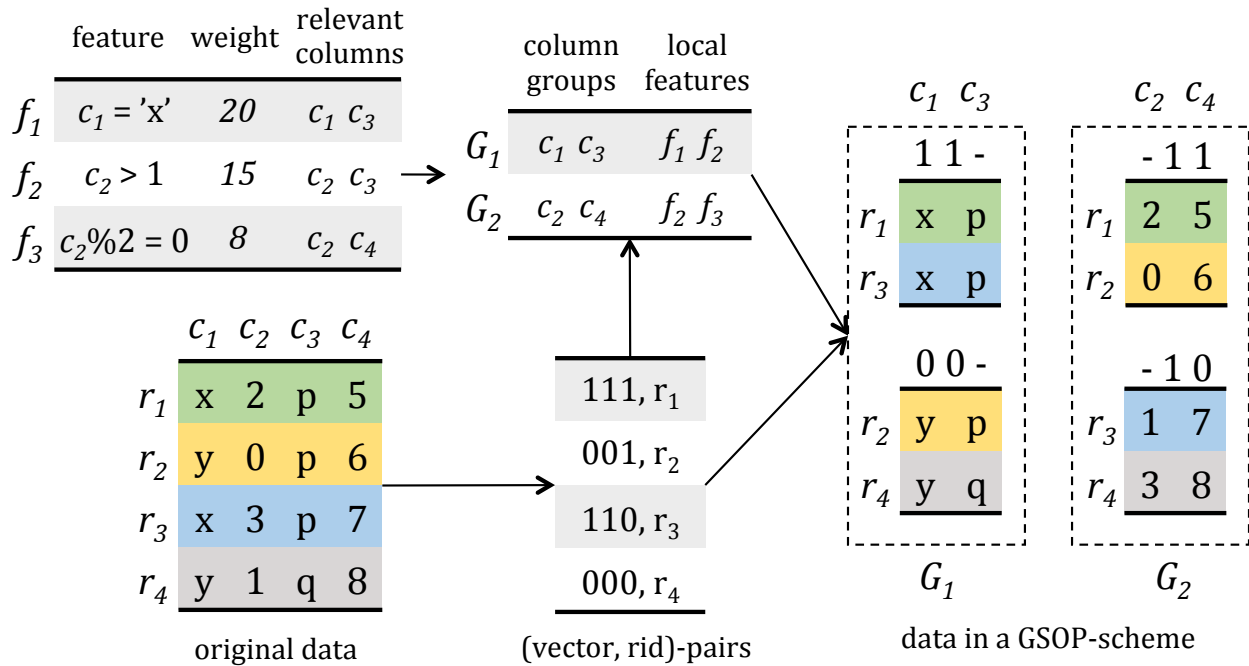 feature weight relevant columns
f1 c1 = 'x' 20 c1 c3
f2 c2 > 1 15 c2 c3
f3 c2%2 = 0 8 c2 c4
column groups local features
G1 c1 c3 f1 f2
G2 c2 c4 f2 f3
c1 c2 c3 c4
r1 x 2 p 5
r2 y 0 p 6
r3 x 3 p 7
r4 y 1 q 8
original data
111, r1
001, r2
110, r3
000, r4
(vector, rid)-pairs
c1 c3
1 1 -
r1 x p
r3 x p
0 0 -
r2 y p
r4 y q
G1
c2 c4
- 1 1
r1 2 5
r2 0 6
- 1 0
r3 1 7
r4 3 8
G2
data in a GSOP-scheme